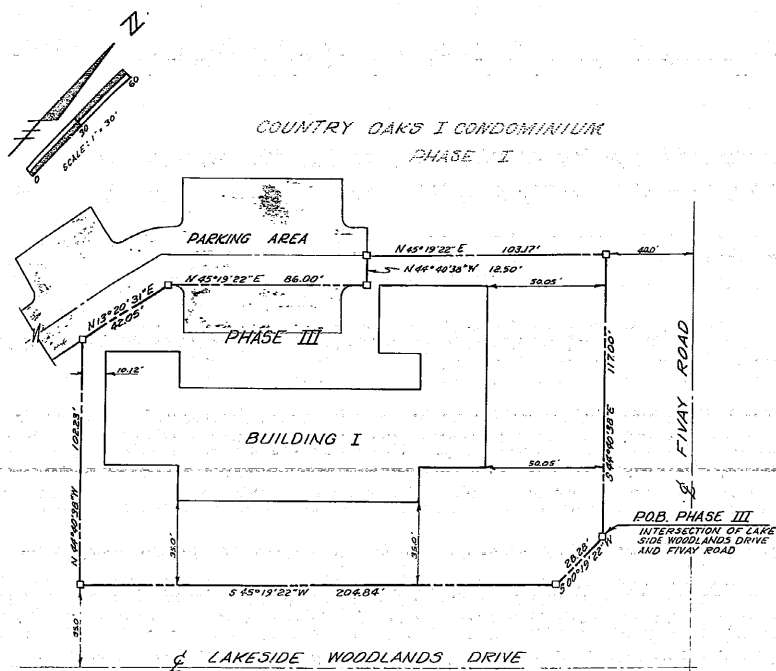 Z.
60
30
0
SCALE: 1" = 30'
COUNTRY OAKS I CONDOMINIUM
PHASE I
PARKING AREA
N 45°19'22" E 103.17'
40.0'
N 44°40'38" W 12.50'
N 45°19'22" E 86.00'
50.05'
N 13°20'31" E
42.05'
PHASE III
117.00'
S 44°40'38" E
FIVAY ROAD
10.12'
102.23'
N 44°40'38" W
BUILDING I
50.05'
P.O.B. PHASE III
INTERSECTION OF LAKE
SIDE WOODLANDS DRIVE
AND FIVAY ROAD
28.28'
S 00°19'22" W
35.0'
35.0'
S 45°19'22" W 204.84'
35.0'
LAKESIDE WOODLANDS DRIVE